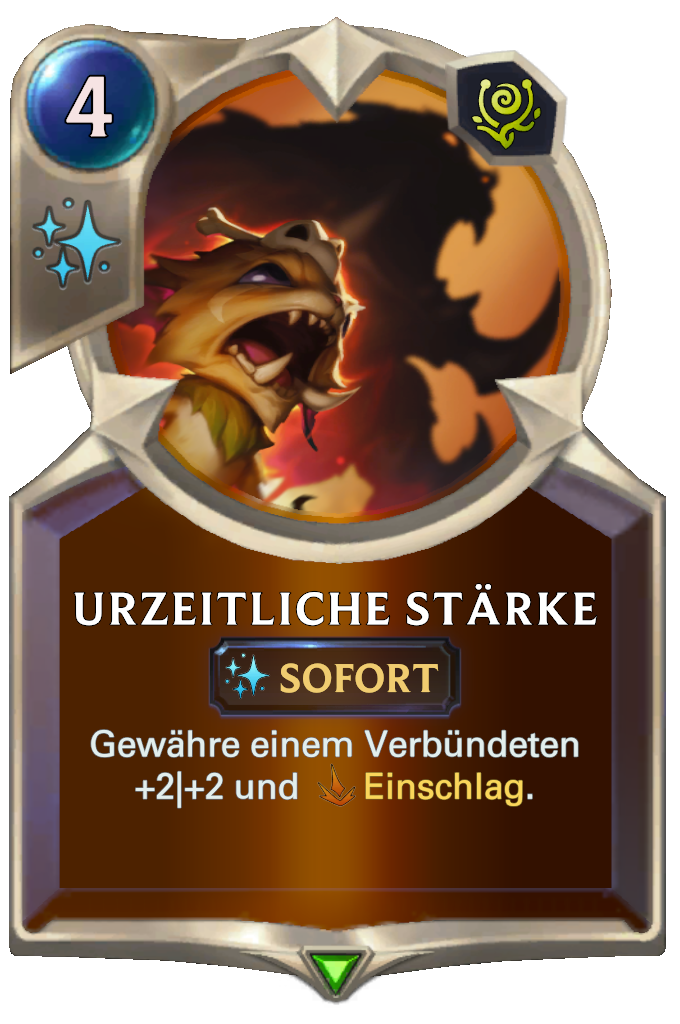 4
URZEITLICHE STÄRKE
SOFORT
Gewähre einem Verbündeten
+2|+2 und Einschlag.